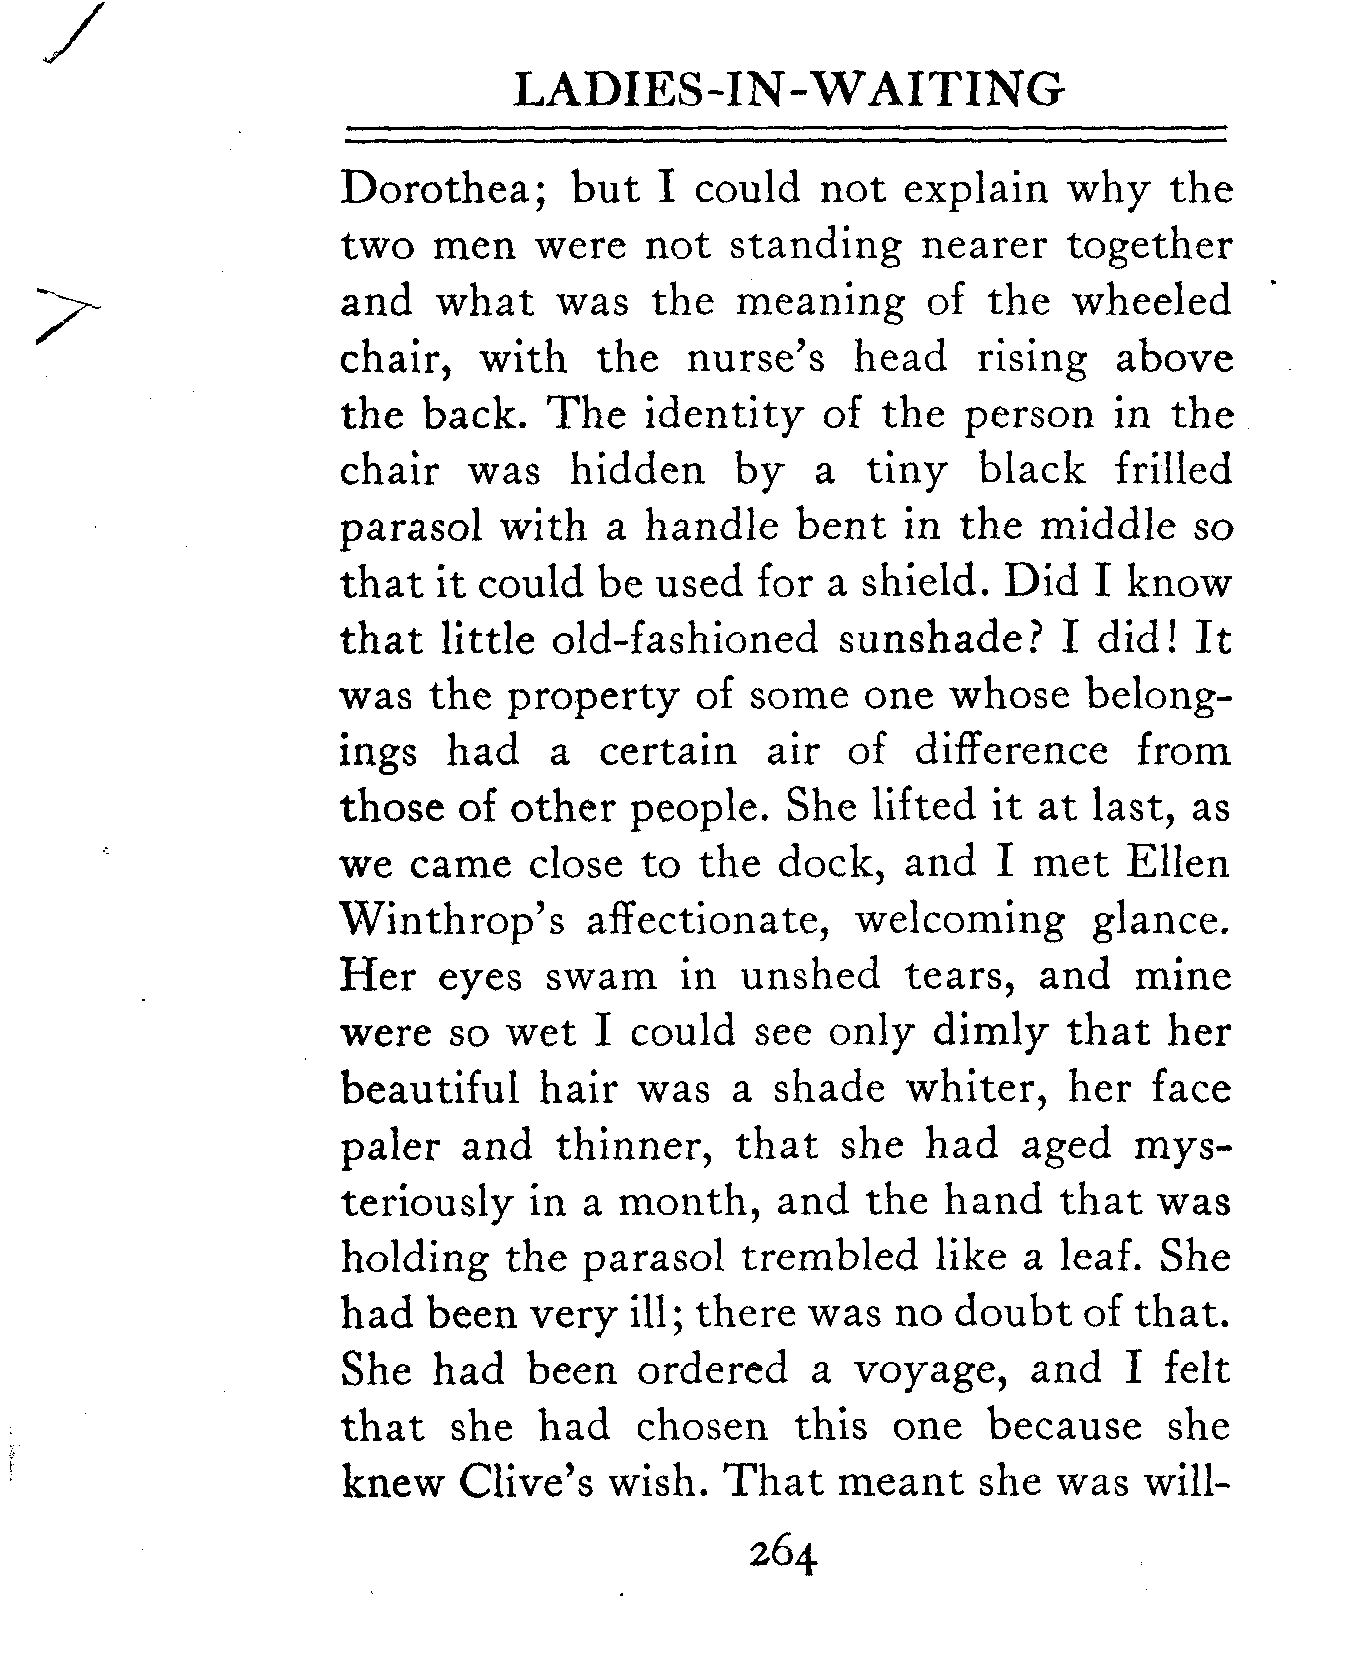 LADIES-IN-WAITING
Dorothea; but I could not explain why the
two men were not standing nearer together
and what was the meaning of the wheeled
chair, with the nurse's head rising above
the back. The identity of the person in the
chair was hidden by a tiny black frilled
parasol with a handle bent in the middle so
that it could be used for a shield. Did I know
that little old-fashioned sunshade? I did! It
was the property of some one whose belong-
ings had a certain air of difference from
those of other people. She lifted it at last, as
we came close to the dock, and I met Ellen
Winthrop's affectionate, welcoming glance.
Her eyes swam in unshed tears, and mine
were so wet I could see only dimly that her
beautiful hair was a shade whiter, her face
paler and thinner, that she had aged mys-
teriously in a month, and the hand that was
holding the parasol trembled like a leaf. She
had been very ill; there was no doubt of that.
She had been ordered a voyage, and I felt
that she had chosen this one because she
knew Clive's wish. That meant she was will-
264